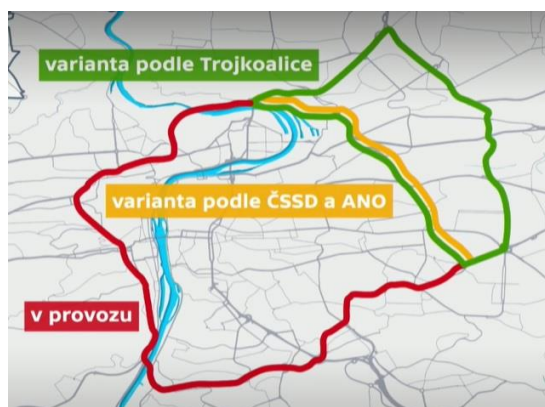 varianta podle Trojkoalice
varianta podle ČSSD a ANO
v provozu